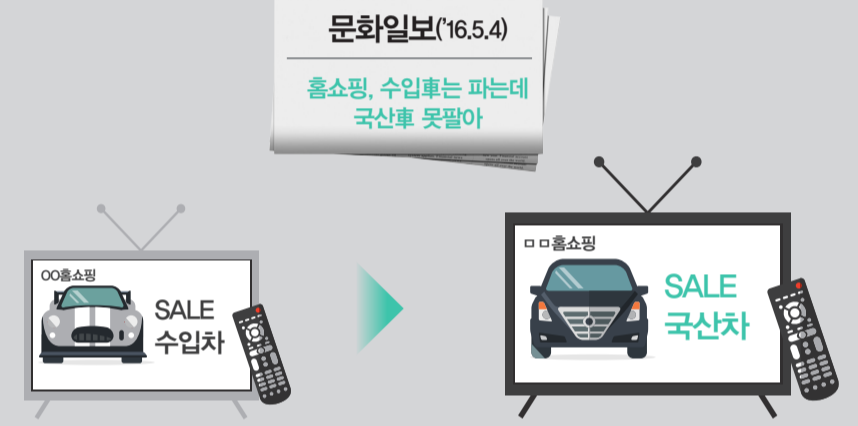 문화일보('16.5.4)
홈쇼핑, 수입車는 파는데
국산車 못팔아
OO홈쇼핑
SALE
수입차
ㅁㅁ홈쇼핑
SALE
국산차